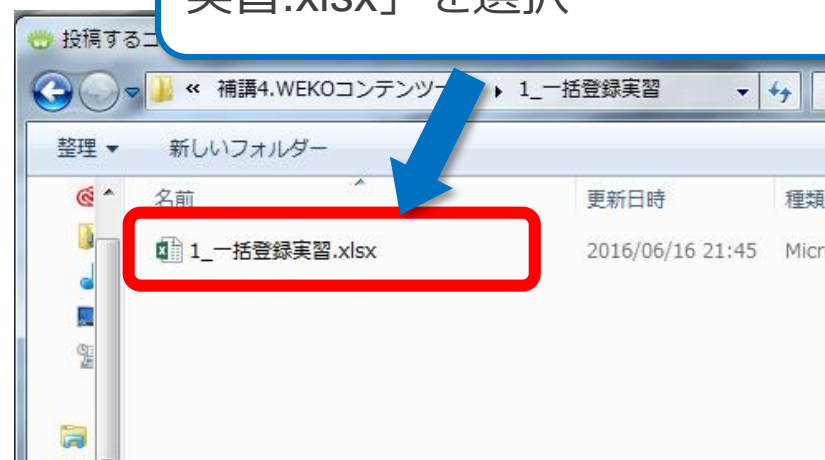 実習.xlsx」を選択
投稿する
« 補講4.WEKOコンテンツ ▸ 1_一括登録実習
整理 ▼ 新しいフォルダー
名前 更新日時 種類
1_一括登録実習.xlsx 2016/06/16 21:45 Micr